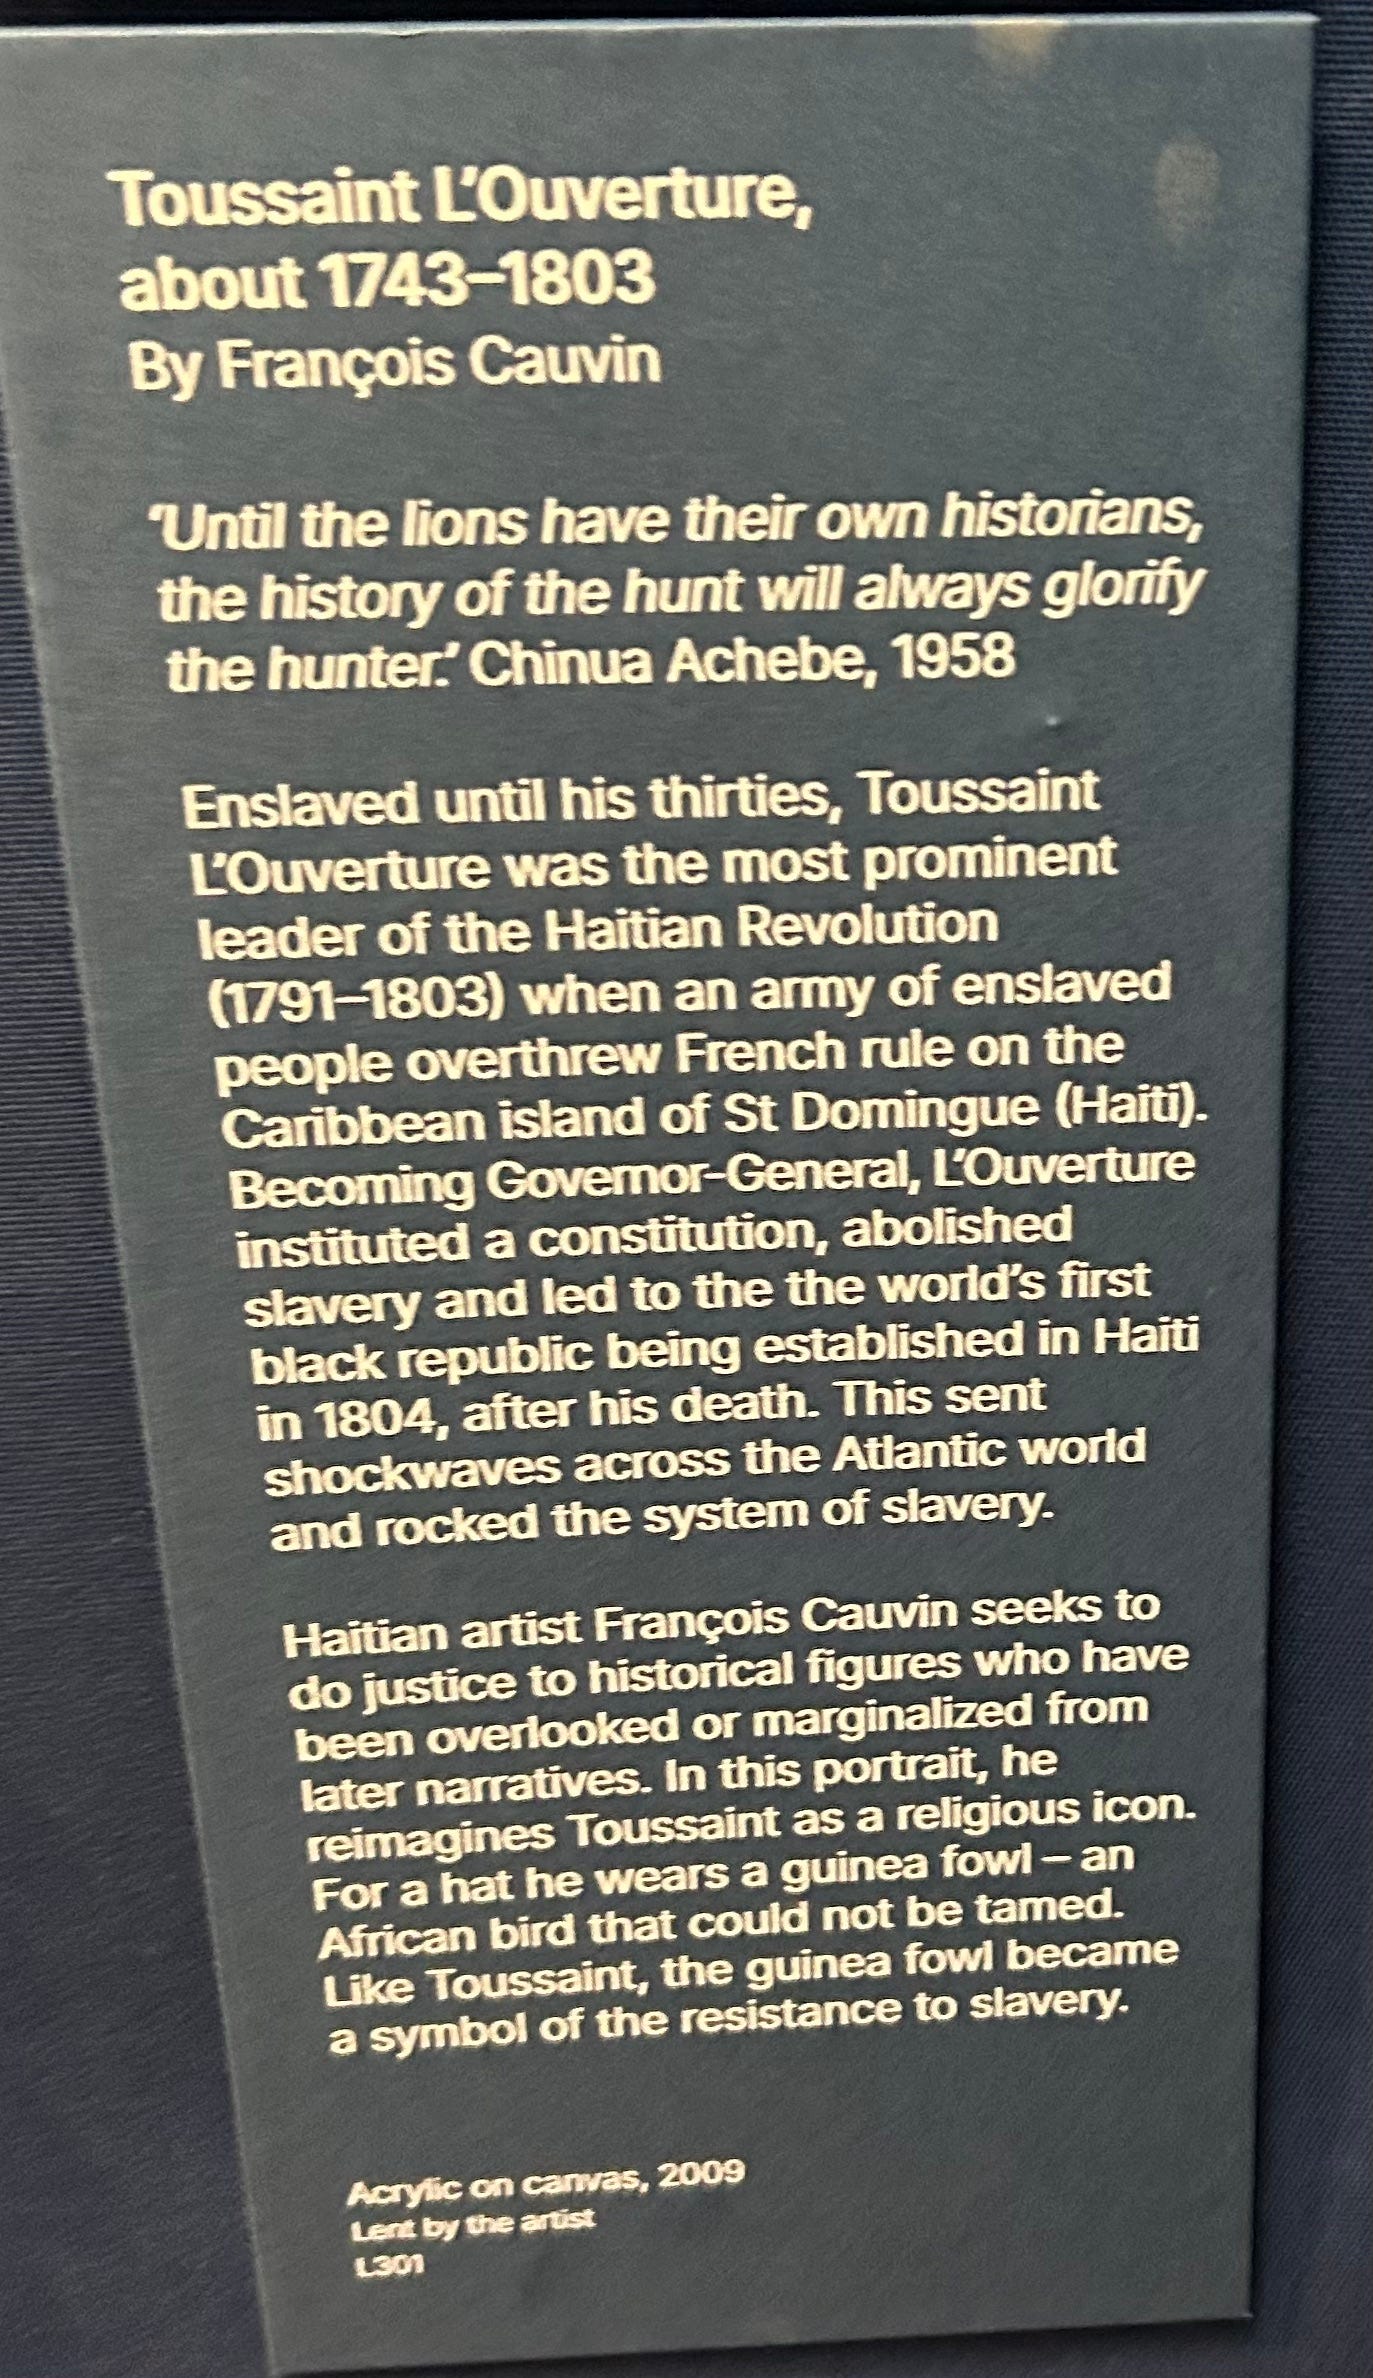 Toussaint L'Ouverture,
about 1743–1803
By François Cauvin
'Until the lions have their own historians,
the history of the hunt will always glorify
the hunter.' Chinua Achebe, 1958
Enslaved until his thirties, Toussaint
L'Ouverture was the most prominent
leader of the Haitian Revolution
(1791–1803) when an army of enslaved
people overthrew French rule on the
Caribbean island of St Domingue (Haiti).
Becoming Governor-General, L'Ouverture
instituted a constitution, abolished
slavery and led to the the world's first
black republic being established in Haiti
in 1804, after his death. This sent
shockwaves across the Atlantic world
and rocked the system of slavery.
Haitian artist François Cauvin seeks to
do justice to historical figures who have
been overlooked or marginalized from
later narratives. In this portrait, he
reimagines Toussaint as a religious icon.
For a hat he wears a guinea fowl – an
African bird that could not be tamed.
Like Toussaint, the guinea fowl became
a symbol of the resistance to slavery.
Acrylic on canvas, 2009
Lent by the artist
L301